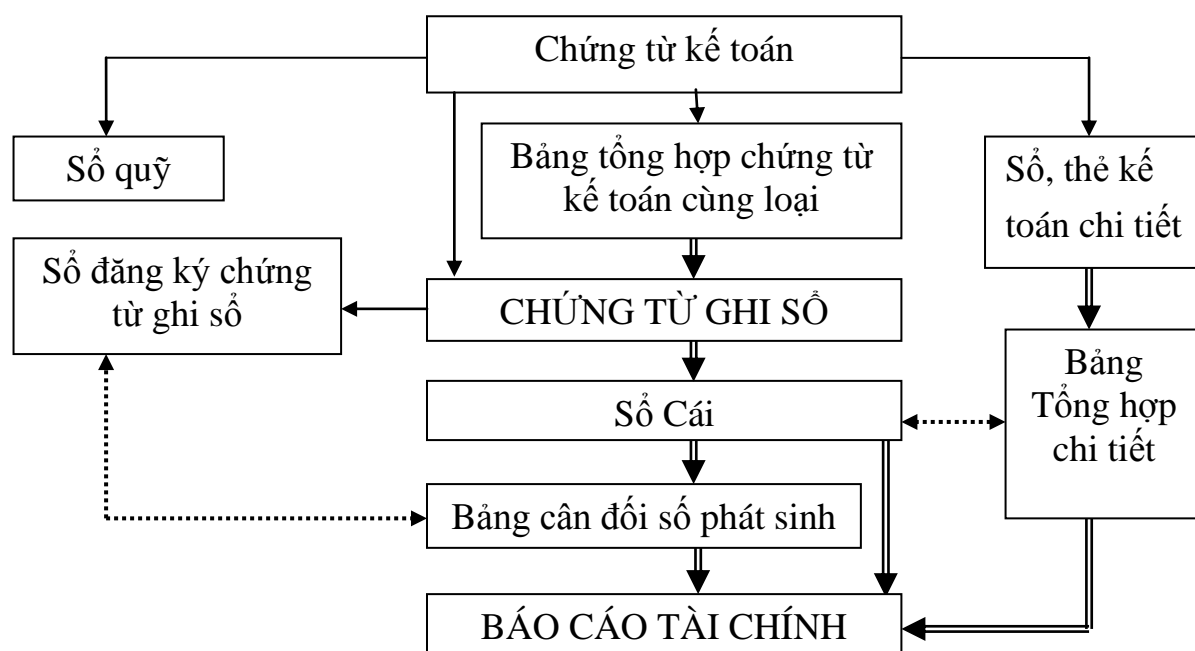 Chứng từ kế toán
Sổ quỹ
Bảng tổng hợp chứng từ
kế toán cùng loại
Sổ, thẻ kế
toán chi tiết
Sổ đăng ký chứng
từ ghi sổ
CHỨNG TỪ GHI SỔ
Bảng
Tổng hợp
chi tiết
Sổ Cái
Bảng cân đối số phát sinh
BÁO CÁO TÀI CHÍNH